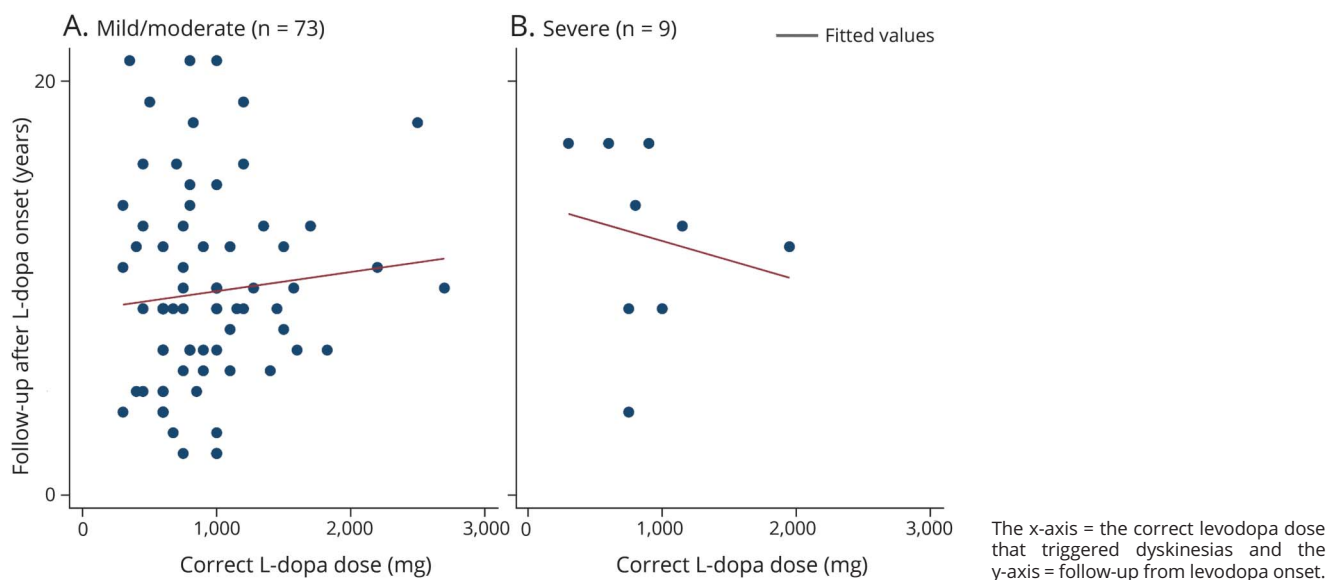 A. Mild/moderate (n = 73)
B. Severe (n = 9)
Fitted values
Follow-up after L-dopa onset (years)
20
0
0 1,000 2,000 3,000
0 1,000 2,000 3,000
Correct L-dopa dose (mg)
Correct L-dopa dose (mg)
The x-axis = the correct levodopa dose
that triggered dyskinesias and the
y-axis = follow-up from levodopa onset.